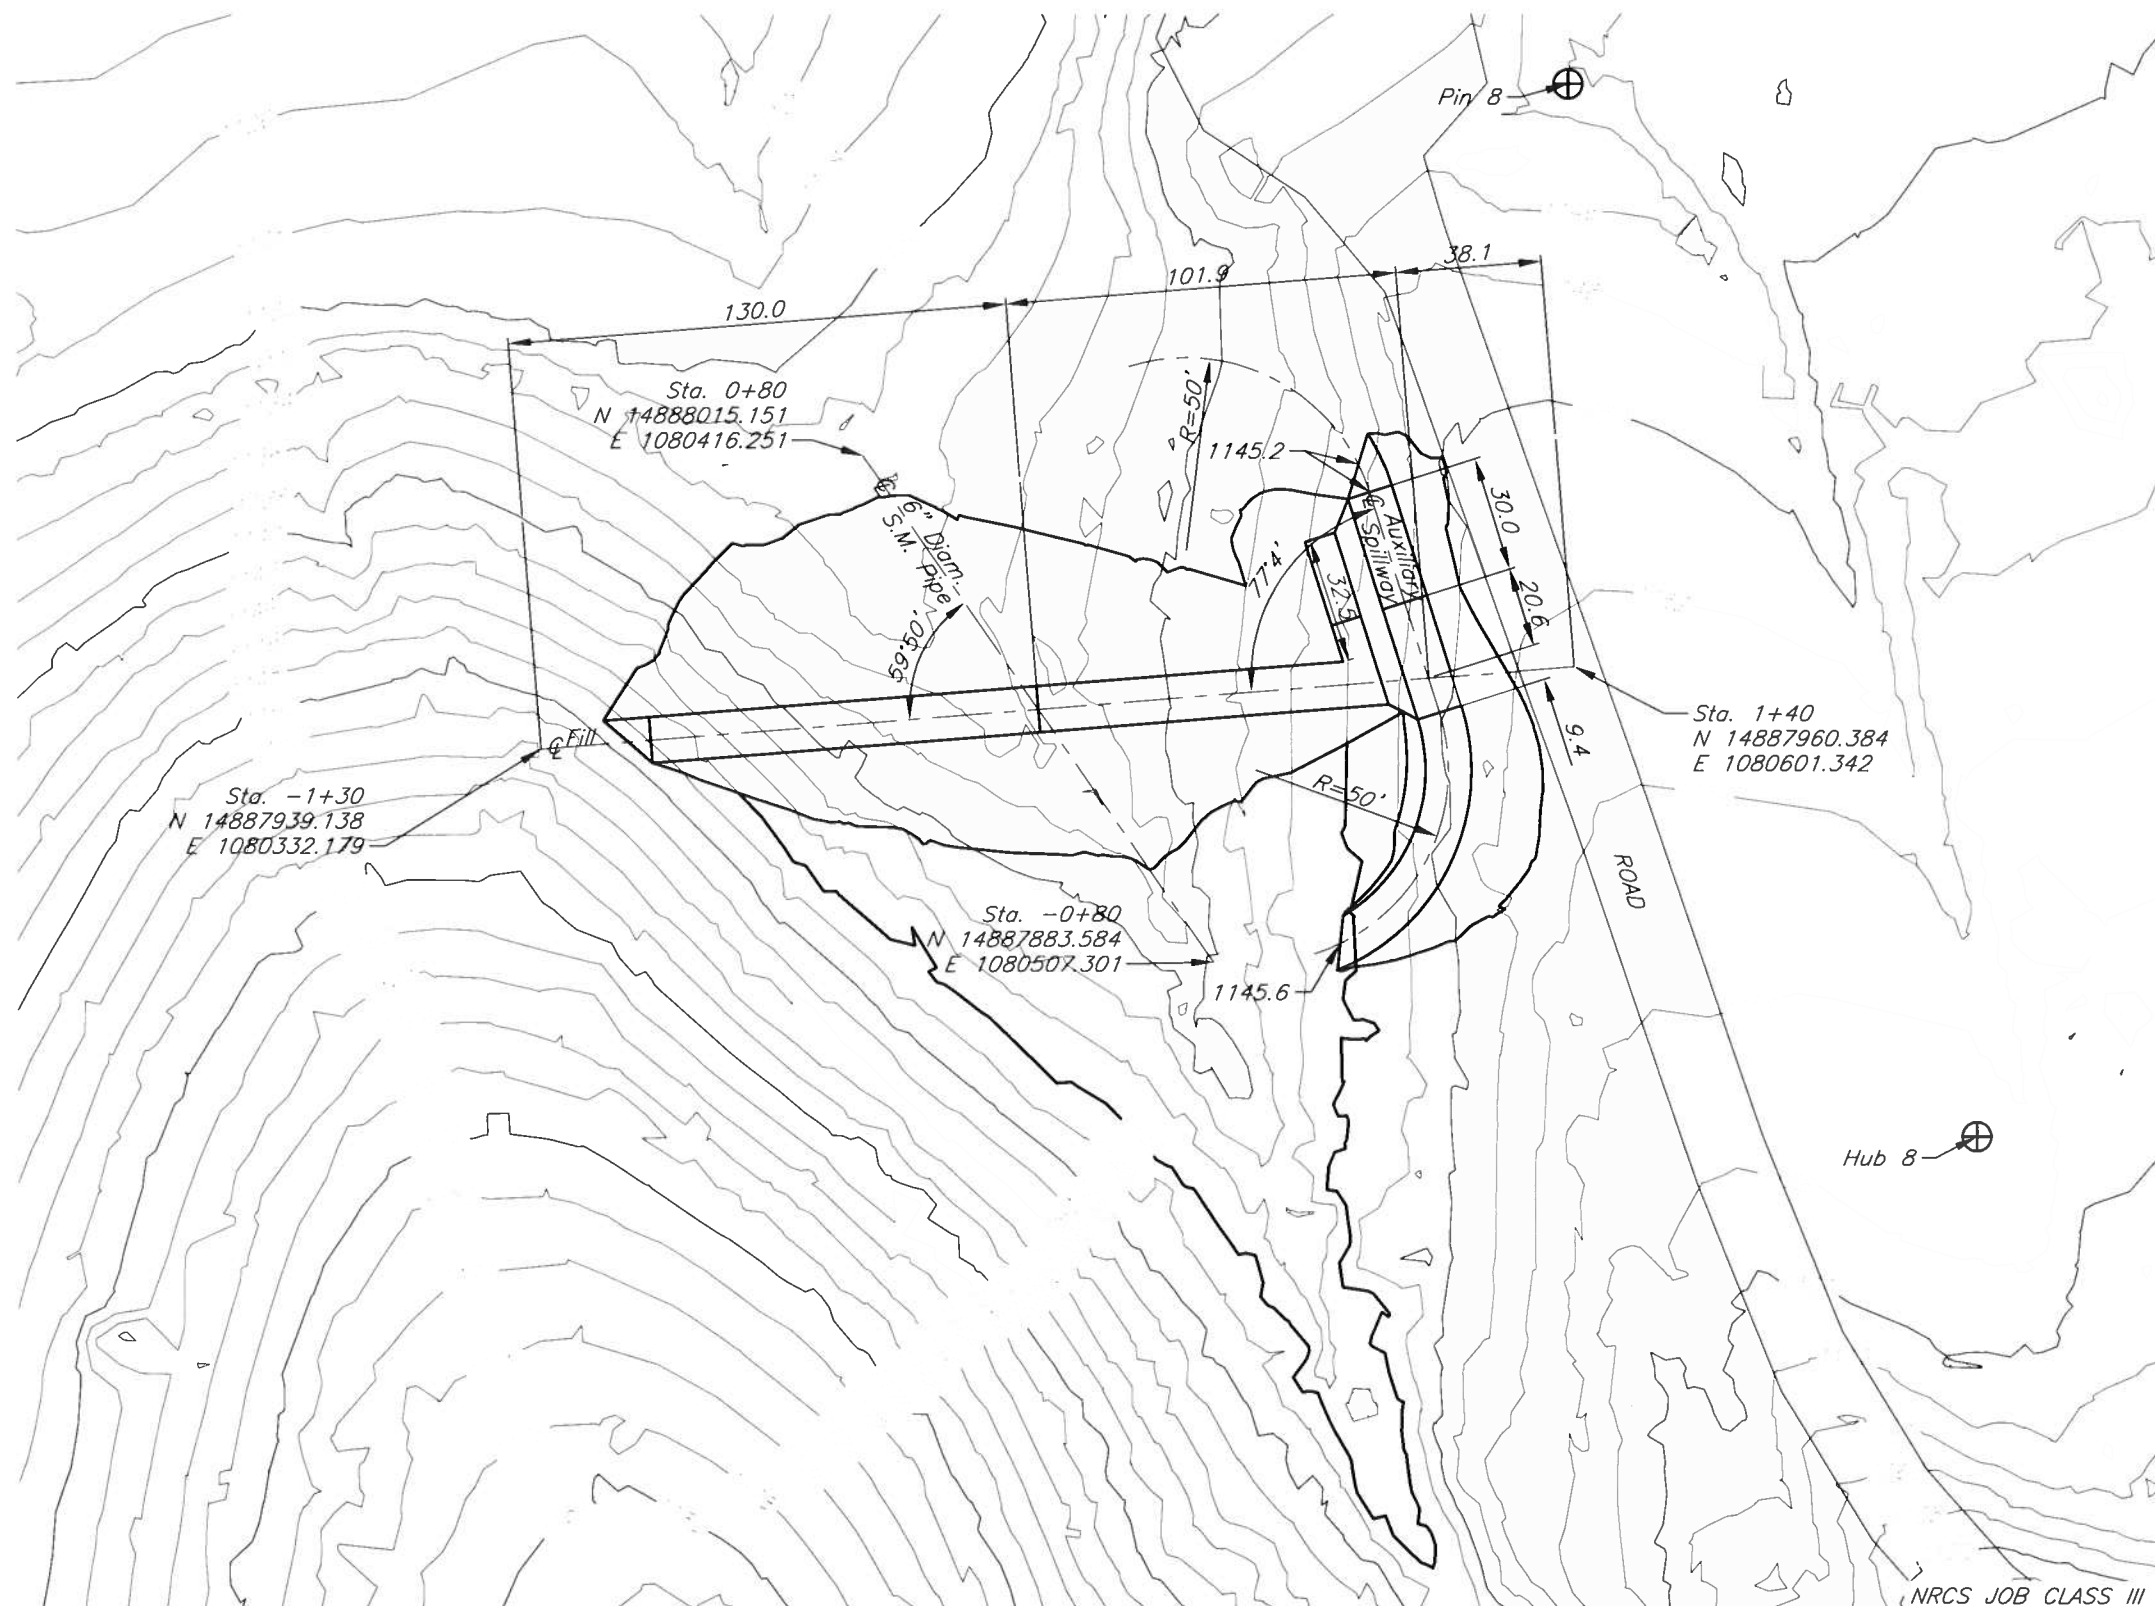 Pin 8
38.1
101.9
130.0
Sta. 0+80
N 14888015.151
E 1080416.251
R=50'
1145.2
30.0
℄ Auxiliary
Spillway
℄ 6" Diam.
S.M. Pipe
77°4'
32.5
20.6
59°50'
℄ Fill
Sta. 1+40
N 14887960.384
E 1080601.342
9.4
Sta. -1+30
N 14887939.138
E 1080332.179
R=50'
ROAD
Sta. -0+80
N 14887883.584
E 1080507.301
1145.6
Hub 8
NRCS JOB CLASS III